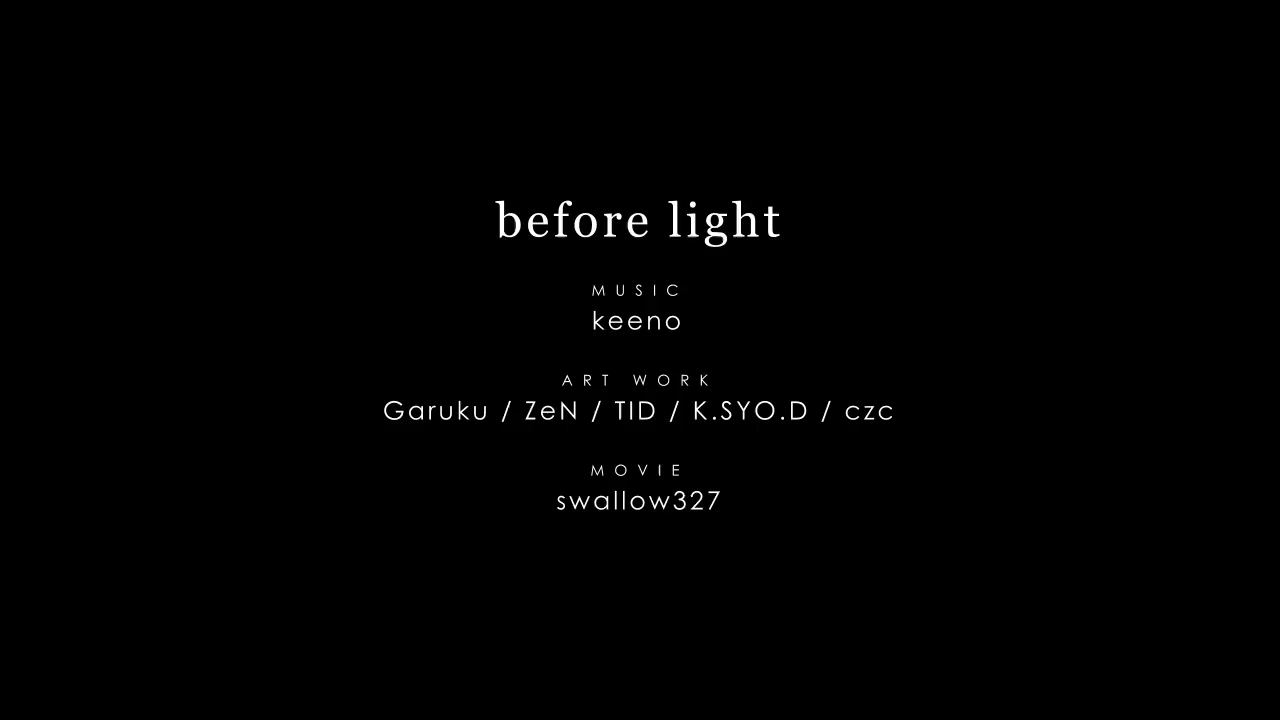 before light
MUSIC
keeno
ART WORK
Garuku / ZeN / TID / K.SYO.D / czc
MOVIE
swallow327